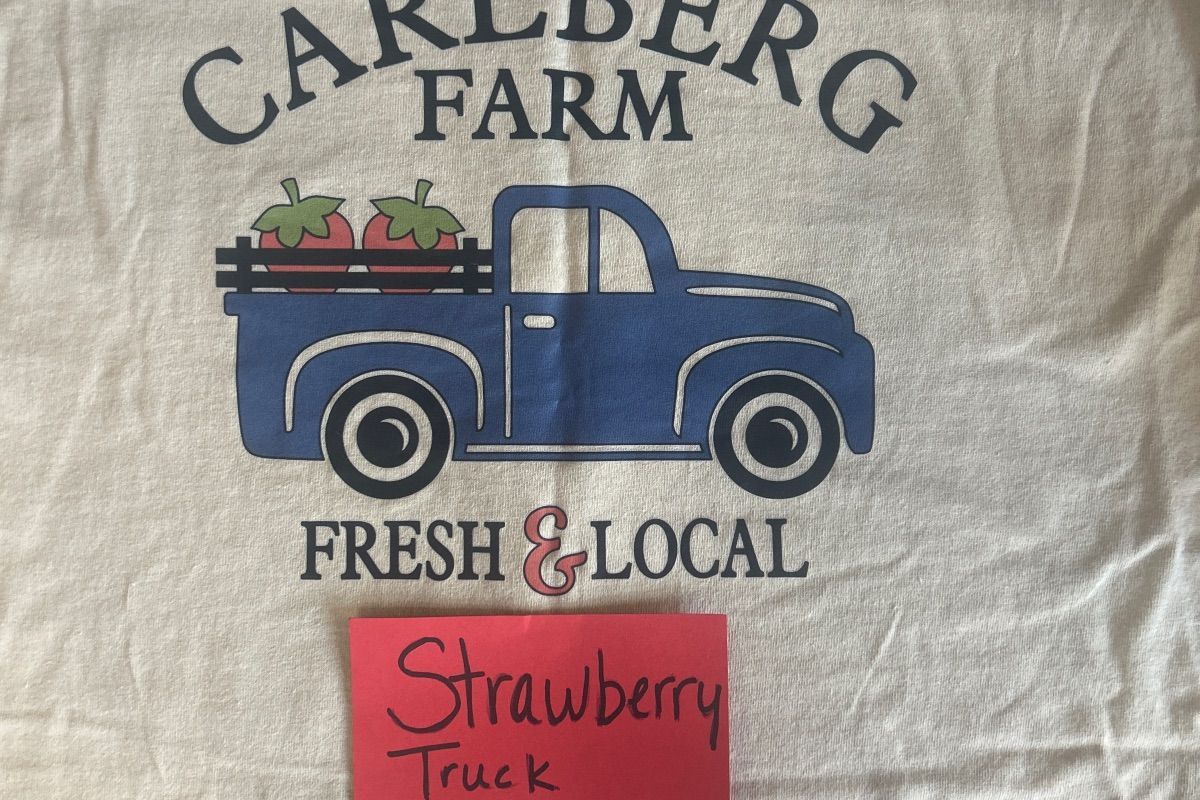 CARLBERG
FARM
FRESH & LOCAL
Strawberry
Truck